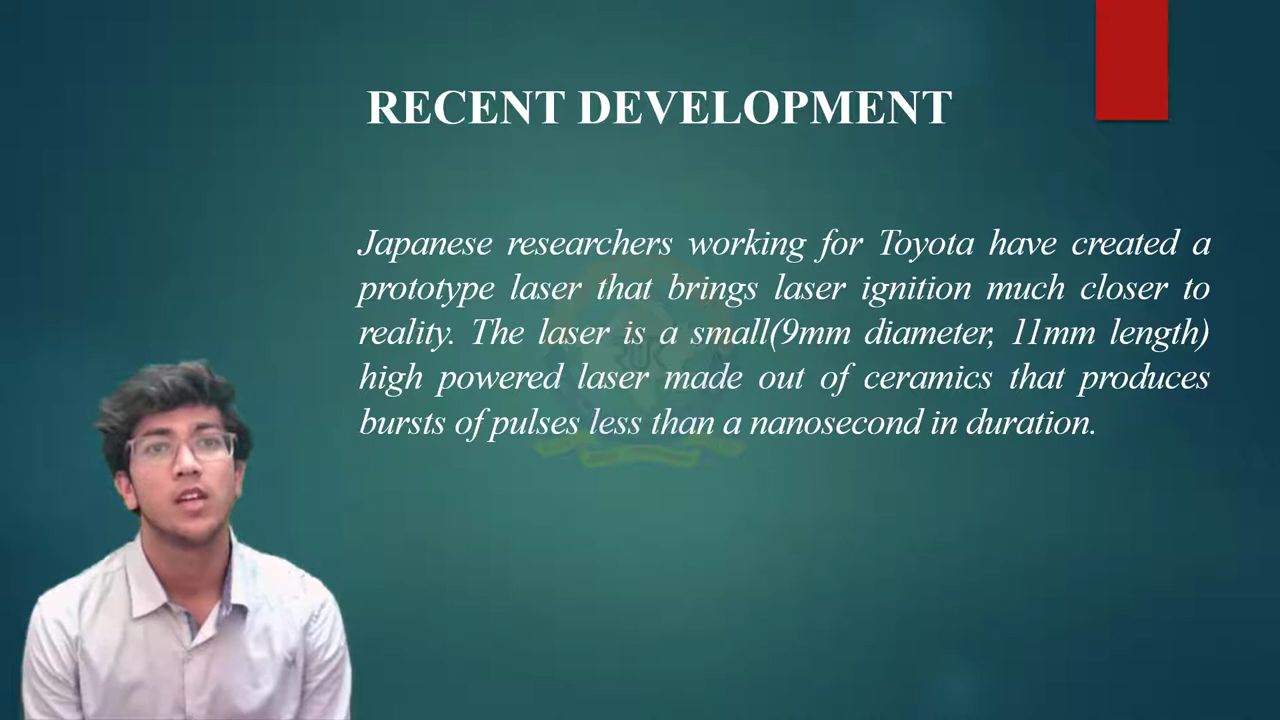 RECENT DEVELOPMENT
Japanese researchers working for Toyota have created a
prototype laser that brings laser ignition much closer to
reality. The laser is a small(9mm diameter, 11mm length)
high powered laser made out of ceramics that produces
bursts of pulses less than a nanosecond in duration.